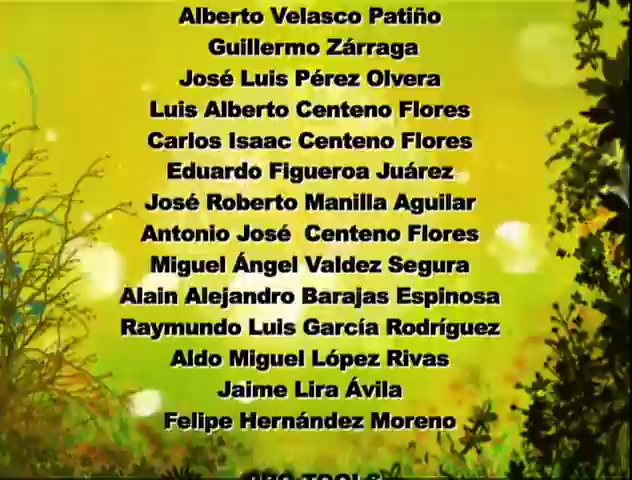 Alberto Velasco Patiño
Guillermo Zárraga
José Luis Pérez Olvera
Luis Alberto Centeno Flores
Carlos Isaac Centeno Flores
Eduardo Figueroa Juárez
José Roberto Manilla Aguilar
Antonio José  Centeno Flores
Miguel Ángel Valdez Segura
Alain Alejandro Barajas Espinosa
Raymundo Luis García Rodríguez
Aldo Miguel López Rivas
Jaime Lira Ávila
Felipe Hernández Moreno
PRO TOOLS